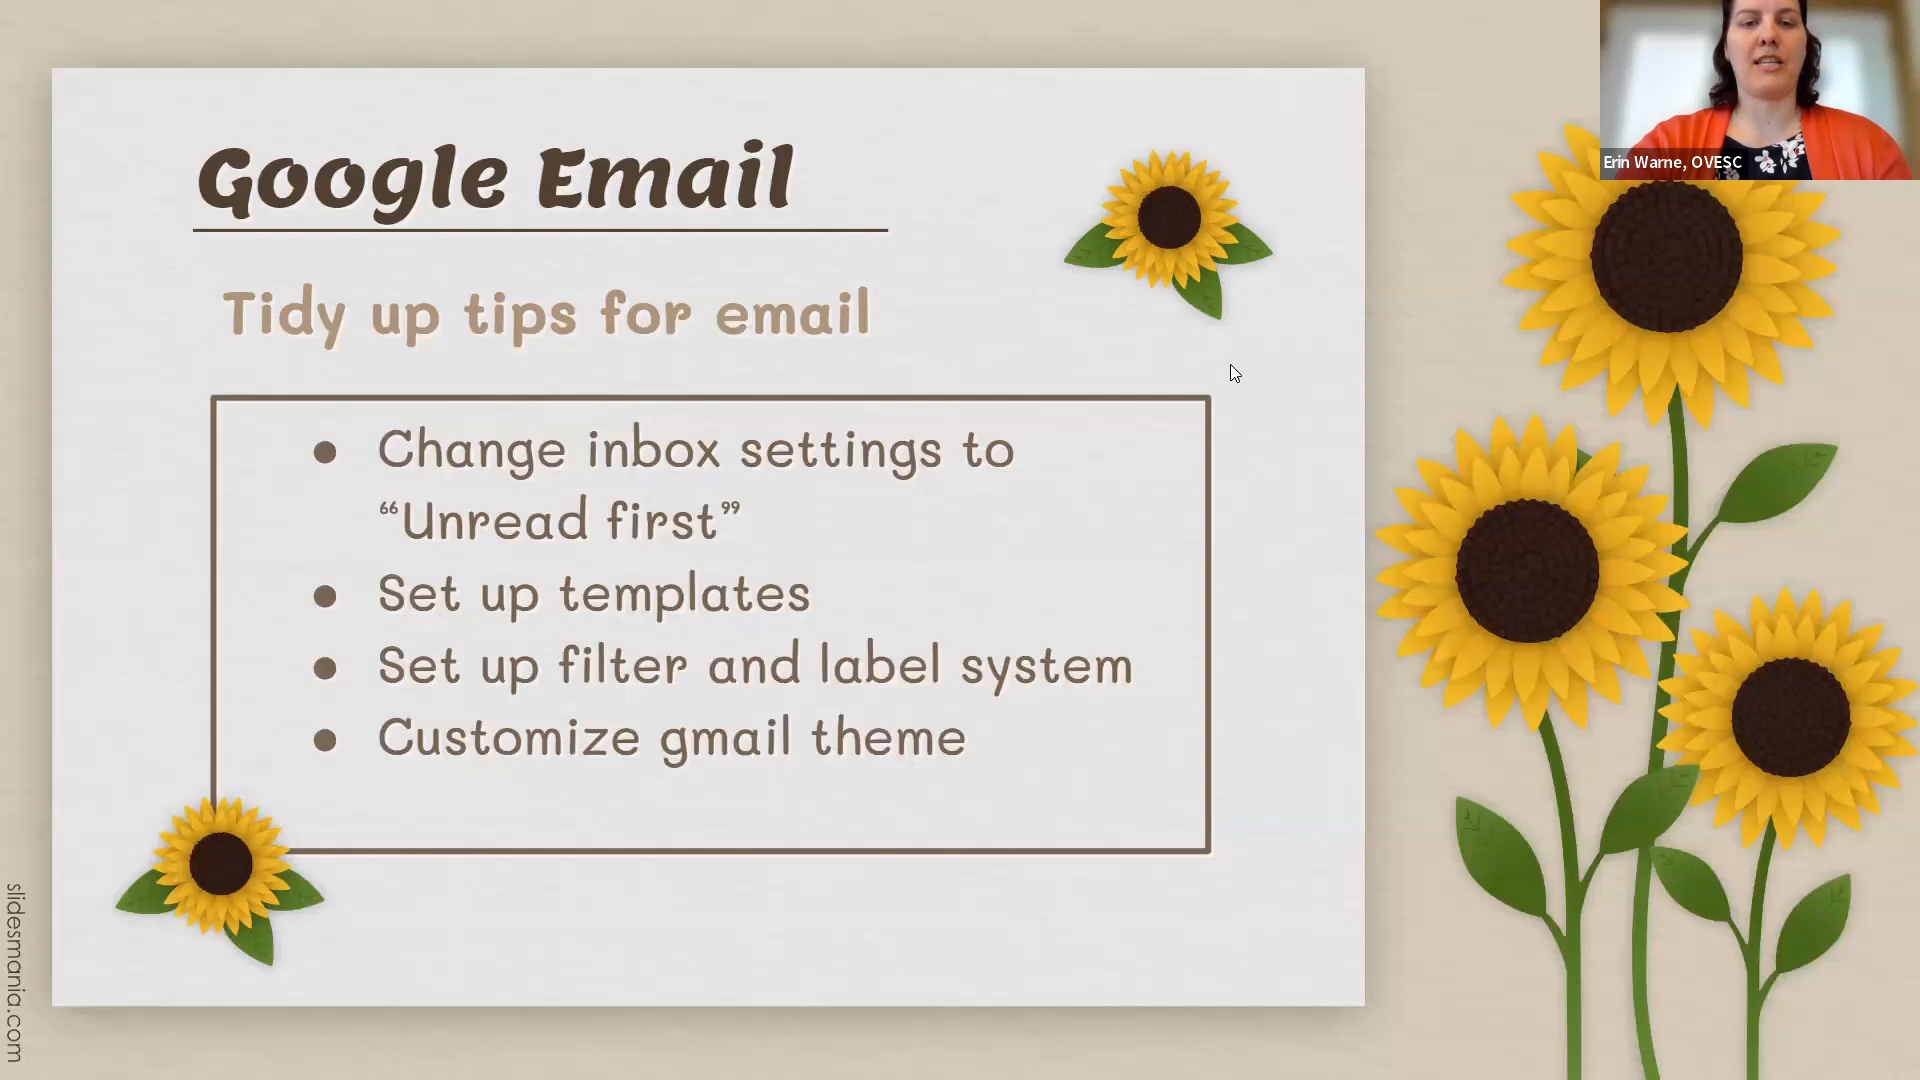 Google Email
Tidy up tips for email
● Change inbox settings to
“Unread first”
● Set up templates
● Set up filter and label system
● Customize gmail theme
Erin Warne, OVESC
slidesmania.com